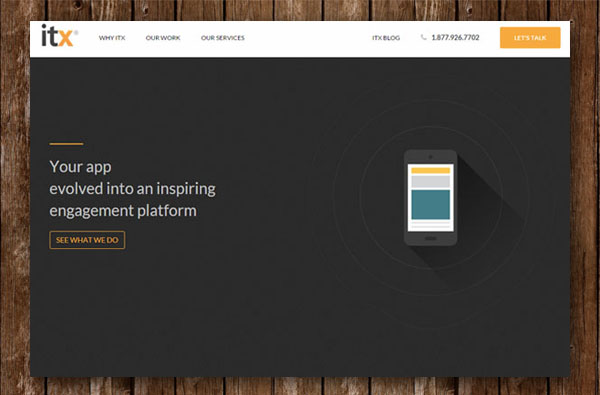 itx®
WHY ITX
OUR WORK
OUR SERVICES
ITX BLOG
1.877.926.7702
LET'S TALK
Your app
evolved into an inspiring
engagement platform
SEE WHAT WE DO